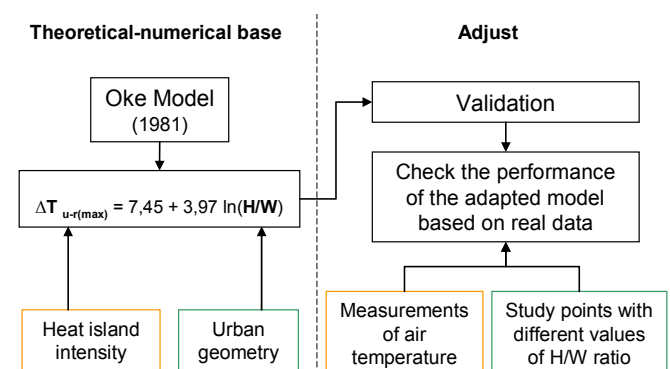 Theoretical-numerical base
Oke Model
(1981)
ΔT u-r(max) = 7,45 + 3,97 ln(H/W)
Heat island
intensity
Urban
geometry
Adjust
Validation
Check the performance
of the adapted model
based on real data
Measurements
of air
temperature
Study points with
different values
of H/W ratio